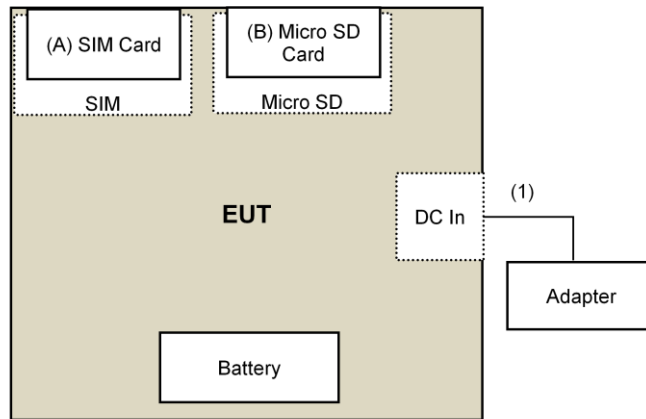 (A) SIM Card
SIM
(B) Micro SD
Card
Micro SD
EUT
DC In
(1)
Adapter
Battery